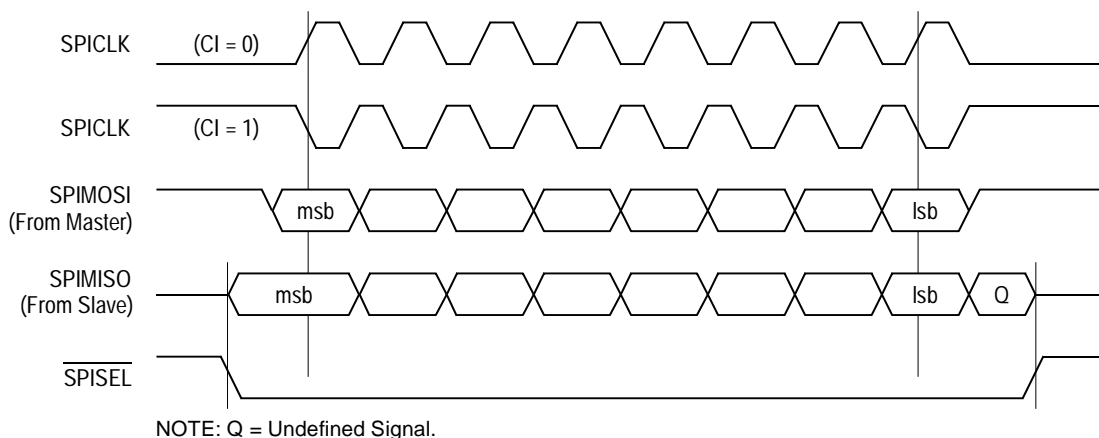 SPICLK (CI = 0)
SPICLK (CI = 1)
SPIMOSI
(From Master)
msb lsb
SPIMISO
(From Slave)
msb lsb Q
SPISEL
NOTE: Q = Undefined Signal.